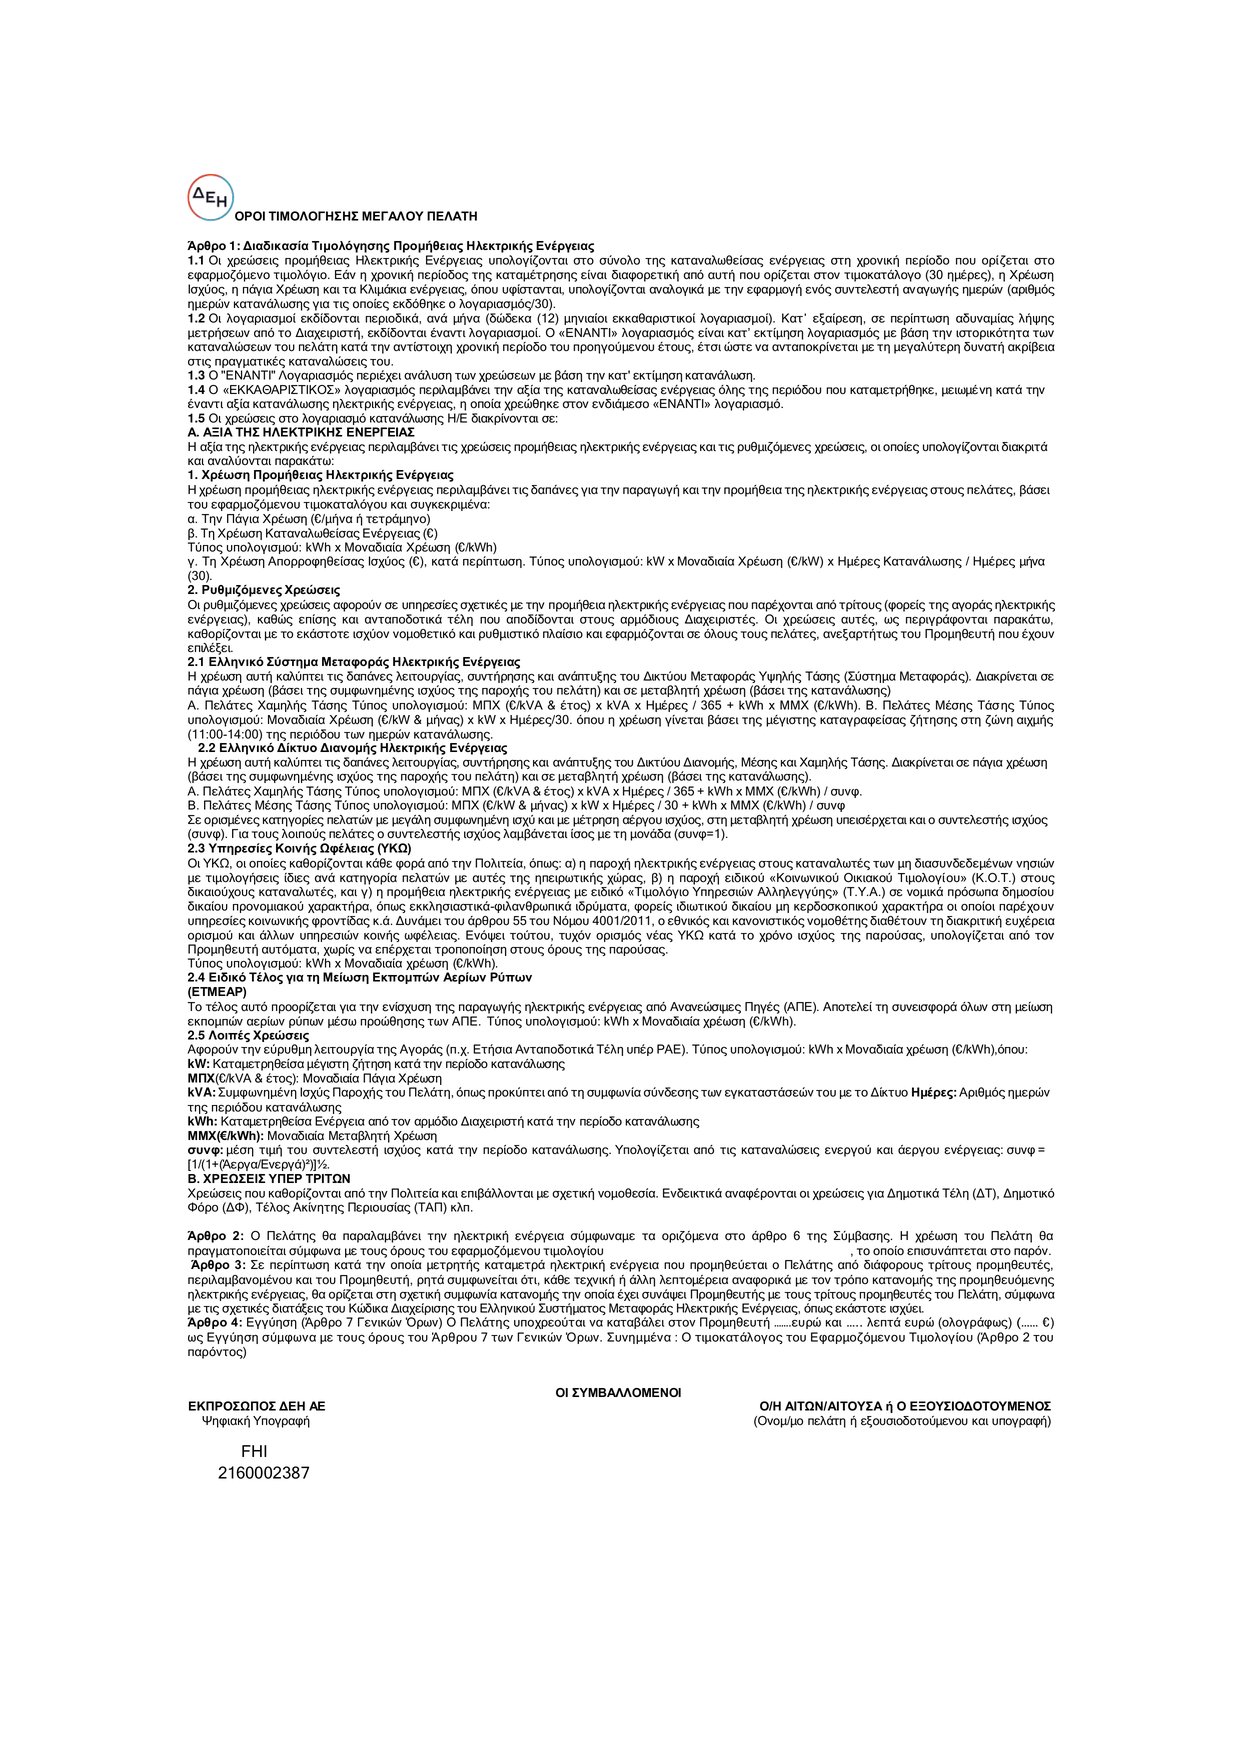 ΔΕΗ
ΟΡΟΙ ΤΙΜΟΛΟΓΗΣΗΣ ΜΕΓΑΛΟΥ ΠΕΛΑΤΗ
Άρθρο 1: Διαδικασία Τιμολόγησης Προμήθειας Ηλεκτρικής Ενέργειας
1.1 Οι χρεώσεις προμήθειας Ηλεκτρικής Ενέργειας υπολογίζονται στο σύνολο της καταναλωθείσας ενέργειας στη χρονική περίοδο που ορίζεται στο
εφαρμοζόμενο τιμολόγιο. Εάν η χρονική περίοδος της καταμέτρησης είναι διαφορετική από αυτή που ορίζεται στον τιμοκατάλογο (30 ημέρες), η Χρέωση
Ισχύος, η πάγια Χρέωση και τα Κλιμάκια ενέργειας, όπου υφίστανται, υπολογίζονται αναλογικά με την εφαρμογή ενός συντελεστή αναγωγής ημερών (αριθμός
ημερών κατανάλωσης για τις οποίες εκδόθηκε ο λογαριασμός/30).
1.2 Οι λογαριασμοί εκδίδονται περιοδικά, ανά μήνα (δώδεκα (12) μηνιαίοι εκκαθαριστικοί λογαριασμοί). Κατ΄ εξαίρεση, σε περίπτωση αδυναμίας λήψης
μετρήσεων από το Διαχειριστή, εκδίδονται έναντι λογαριασμοί. Ο «ΕΝΑΝΤΙ» λογαριασμός είναι κατ' εκτίμηση λογαριασμός με βάση την ιστορικότητα των
καταναλώσεων του πελάτη κατά την αντίστοιχη χρονική περίοδο του προηγούμενου έτους, έτσι ώστε να ανταποκρίνεται με τη μεγαλύτερη δυνατή ακρίβεια
στις πραγματικές καταναλώσεις του.
1.3 Ο "ΕΝΑΝΤΙ" Λογαριασμός περιέχει ανάλυση των χρεώσεων με βάση την κατ' εκτίμηση κατανάλωση.
1.4 Ο «ΕΚΚΑΘΑΡΙΣΤΙΚΟΣ» λογαριασμός περιλαμβάνει την αξία της καταναλωθείσας ενέργειας όλης της περιόδου που καταμετρήθηκε, μειωμένη κατά την
έναντι αξία κατανάλωσης ηλεκτρικής ενέργειας, η οποία χρεώθηκε στον ενδιάμεσο «ΕΝΑΝΤΙ» λογαριασμό.
1.5 Οι χρεώσεις στο λογαριασμό κατανάλωσης Η/Ε διακρίνονται σε:
Α. ΑΞΙΑ ΤΗΣ ΗΛΕΚΤΡΙΚΗΣ ΕΝΕΡΓΕΙΑΣ
Η αξία της ηλεκτρικής ενέργειας περιλαμβάνει τις χρεώσεις προμήθειας ηλεκτρικής ενέργειας και τις ρυθμιζόμενες χρεώσεις, οι οποίες υπολογίζονται διακριτά
και αναλύονται παρακάτω:
1. Χρέωση Προμήθειας Ηλεκτρικής Ενέργειας
Η χρέωση προμήθειας ηλεκτρικής ενέργειας περιλαμβάνει τις δαπάνες για την παραγωγή και την προμήθεια της ηλεκτρικής ενέργειας στους πελάτες, βάσει
του εφαρμοζόμενου τιμοκαταλόγου και συγκεκριμένα:
α. Την Πάγια Χρέωση (€/μήνα ή τετράμηνο)
β. Τη Χρέωση Καταναλωθείσας Ενέργειας (€)
Τύπος υπολογισμού: kWh x Μοναδιαία Χρέωση (€/kWh)
γ. Τη Χρέωση Απορροφηθείσας Ισχύος (€), κατά περίπτωση. Τύπος υπολογισμού: kW x Μοναδιαία Χρέωση (€/kW) x Ημέρες Κατανάλωσης / Ημέρες μήνα
(30).
2. Ρυθμιζόμενες Χρεώσεις
Οι ρυθμιζόμενες χρεώσεις αφορούν σε υπηρεσίες σχετικές με την προμήθεια ηλεκτρικής ενέργειας που παρέχονται από τρίτους (φορείς της αγοράς ηλεκτρικής
ενέργειας), καθώς επίσης και ανταποδοτικά τέλη που αποδίδονται στους αρμόδιους Διαχειριστές. Οι χρεώσεις αυτές, ως περιγράφονται παρακάτω,
καθορίζονται με το εκάστοτε ισχύον νομοθετικό και ρυθμιστικό πλαίσιο και εφαρμόζονται σε όλους τους πελάτες, ανεξαρτήτως του Προμηθευτή που έχουν
επιλέξει.
2.1 Ελληνικό Σύστημα Μεταφοράς Ηλεκτρικής Ενέργειας
Η χρέωση αυτή καλύπτει τις δαπάνες λειτουργίας, συντήρησης και ανάπτυξης του Δικτύου Μεταφοράς Υψηλής Τάσης (Σύστημα Μεταφοράς). Διακρίνεται σε
πάγια χρέωση (βάσει της συμφωνημένης ισχύος της παροχής του πελάτη) και σε μεταβλητή χρέωση (βάσει της κατανάλωσης)
Α. Πελάτες Χαμηλής Τάσης Τύπος υπολογισμού: ΜΠΧ (€/kVA & έτος) x kVA x Ημέρες / 365 + kWh x ΜΜΧ (€/kWh). Β. Πελάτες Μέσης Τάσης Τύπος
υπολογισμού: Μοναδιαία Χρέωση (€/kW & μήνας) x kW x Ημέρες/30. όπου η χρέωση γίνεται βάσει της μέγιστης καταγραφείσας ζήτησης στη ζώνη αιχμής
(11:00-14:00) της περιόδου των ημερών κατανάλωσης.
2.2 Ελληνικό Δίκτυο Διανομής Ηλεκτρικής Ενέργειας
Η χρέωση αυτή καλύπτει τις δαπάνες λειτουργίας, συντήρησης και ανάπτυξης του Δικτύου Διανομής, Μέσης και Χαμηλής Τάσης. Διακρίνεται σε πάγια χρέωση
(βάσει της συμφωνημένης ισχύος της παροχής του πελάτη) και σε μεταβλητή χρέωση (βάσει της κατανάλωσης).
Α. Πελάτες Χαμηλής Τάσης Τύπος υπολογισμού: ΜΠΧ (€/kVA & έτος) x kVA x Ημέρες / 365 + kWh x ΜΜΧ (€/kWh) / συνφ.
Β. Πελάτες Μέσης Τάσης Τύπος υπολογισμού: ΜΠΧ (€/kW & μήνας) x kW x Ημέρες / 30 + kWh x ΜΜΧ (€/kWh) / συνφ
Σε ορισμένες κατηγορίες πελατών με μεγάλη συμφωνημένη ισχύ και με μέτρηση αέργου ισχύος, στη μεταβλητή χρέωση υπεισέρχεται και ο συντελεστής ισχύος
(συνφ). Για τους λοιπούς πελάτες ο συντελεστής ισχύος λαμβάνεται ίσος με τη μονάδα (συνφ=1).
2.3 Υπηρεσίες Κοινής Ωφέλειας (ΥΚΩ)
Οι ΥΚΩ, οι οποίες καθορίζονται κάθε φορά από την Πολιτεία, όπως: α) η παροχή ηλεκτρικής ενέργειας στους καταναλωτές των μη διασυνδεδεμένων νησιών
με τιμολογήσεις ίδιες ανά κατηγορία πελατών με αυτές της ηπειρωτικής χώρας, β) η παροχή ειδικού «Κοινωνικού Οικιακού Τιμολογίου» (Κ.Ο.Τ.) στους
δικαιούχους καταναλωτές, και γ) η προμήθεια ηλεκτρικής ενέργειας με ειδικό «Τιμολόγιο Υπηρεσιών Αλληλεγγύης» (Τ.Υ.Α.) σε νομικά πρόσωπα δημοσίου
δικαίου προνομιακού χαρακτήρα, όπως εκκλησιαστικά-φιλανθρωπικά ιδρύματα, φορείς ιδιωτικού δικαίου μη κερδοσκοπικού χαρακτήρα οι οποίοι παρέχουν
υπηρεσίες κοινωνικής φροντίδας κ.ά. Δυνάμει του άρθρου 55 του Νόμου 4001/2011, ο εθνικός και κανονιστικός νομοθέτης διαθέτουν τη διακριτή ευχέρεια
ορισμού και άλλων υπηρεσιών κοινής ωφέλειας. Ενόψει τούτου, τυχόν ορισμός νέας ΥΚΩ κατά το χρόνο ισχύος της παρούσας, υπολογίζεται από τον
Προμηθευτή αυτόματα, χωρίς να επέρχεται τροποποίηση στους όρους της παρούσας.
Τύπος υπολογισμού: kWh x Μοναδιαία χρέωση (€/kWh).
2.4 Ειδικό Τέλος για τη Μείωση Εκπομπών Αερίων Ρύπων
(ΕΤΜΕΑΡ)
Το τέλος αυτό προορίζεται για την ενίσχυση της παραγωγής ηλεκτρικής ενέργειας από Ανανεώσιμες Πηγές (ΑΠΕ). Αποτελεί τη συνεισφορά όλων στη μείωση
εκπομπών αερίων ρύπων μέσω προώθησης των ΑΠΕ. Τύπος υπολογισμού: kWh x Μοναδιαία χρέωση (€/kWh).
2.5 Λοιπές Χρεώσεις
Αφορούν την εύρυθμη λειτουργία της Αγοράς (π.χ. Ετήσια Ανταποδοτικά Τέλη υπέρ ΡΑΕ). Τύπος υπολογισμού: kWh x Μοναδιαία χρέωση (€/kWh),όπου:
kW: Καταμετρηθείσα μέγιστη ζήτηση κατά την περίοδο κατανάλωσης
ΜΠΧ(€/kVA & έτος): Μοναδιαία Πάγια Χρέωση
kVA: Συμφωνημένη Ισχύς Παροχής του Πελάτη, όπως προκύπτει από τη συμφωνία σύνδεσης των εγκαταστάσεών του με το Δίκτυο Ημέρες: Αριθμός ημερών
της περιόδου κατανάλωσης
kWh: Καταμετρηθείσα Ενέργεια από τον αρμόδιο Διαχειριστή κατά την περίοδο κατανάλωσης
ΜΜΧ(€/kWh): Μοναδιαία Μεταβλητή Χρέωση
συνφ: μέση τιμή του συντελεστή ισχύος κατά την περίοδο κατανάλωσης. Υπολογίζεται από τις καταναλώσεις ενεργού και άεργου ενέργειας: συνφ =
[1/(1+(Άεργα/Ενεργά)²)]½.
Β. ΧΡΕΩΣΕΙΣ ΥΠΕΡ ΤΡΙΤΩΝ
Χρεώσεις που καθορίζονται από την Πολιτεία και επιβάλλονται με σχετική νομοθεσία. Ενδεικτικά αναφέρονται οι χρεώσεις για Δημοτικά Τέλη (ΔΤ), Δημοτικό
Φόρο (ΔΦ), Τέλος Ακίνητης Περιουσίας (ΤΑΠ) κλπ.
Άρθρο 2: Ο Πελάτης θα παραλαμβάνει την ηλεκτρική ενέργεια σύμφωναμε τα οριζόμενα στο άρθρο 6 της Σύμβασης. Η χρέωση του Πελάτη θα
πραγματοποιείται σύμφωνα με τους όρους του εφαρμοζόμενου τιμολογίου , το οποίο επισυνάπτεται στο παρόν.
Άρθρο 3: Σε περίπτωση κατά την οποία μετρητής καταμετρά ηλεκτρική ενέργεια που προμηθεύεται ο Πελάτης από διάφορους τρίτους προμηθευτές,
περιλαμβανομένου και του Προμηθευτή, ρητά συμφωνείται ότι, κάθε τεχνική ή άλλη λεπτομέρεια αναφορικά με τον τρόπο κατανομής της προμηθευόμενης
ηλεκτρικής ενέργειας, θα ορίζεται στη σχετική συμφωνία κατανομής την οποία έχει συνάψει Προμηθευτής με τους τρίτους προμηθευτές του Πελάτη, σύμφωνα
με τις σχετικές διατάξεις του Κώδικα Διαχείρισης του Ελληνικού Συστήματος Μεταφοράς Ηλεκτρικής Ενέργειας, όπως εκάστοτε ισχύει.
Άρθρο 4: Εγγύηση (Άρθρο 7 Γενικών Όρων) Ο Πελάτης υποχρεούται να καταβάλει στον Προμηθευτή .......ευρώ και ..... λεπτά ευρώ (ολογράφως) (...... €)
ως Εγγύηση σύμφωνα με τους όρους του Άρθρου 7 των Γενικών Όρων. Συνημμένα : Ο τιμοκατάλογος του Εφαρμοζόμενου Τιμολογίου (Άρθρο 2 του
παρόντος)
ΟΙ ΣΥΜΒΑΛΛΟΜΕΝΟΙ
ΕΚΠΡΟΣΩΠΟΣ ΔΕΗ ΑΕ
Ο/Η ΑΙΤΩΝ/ΑΙΤΟΥΣΑ ή Ο ΕΞΟΥΣΙΟΔΟΤΟΥΜΕΝΟΣ
Ψηφιακή Υπογραφή
(Ονομ/μο πελάτη ή εξουσιοδοτούμενου και υπογραφή)
FHI
2160002387